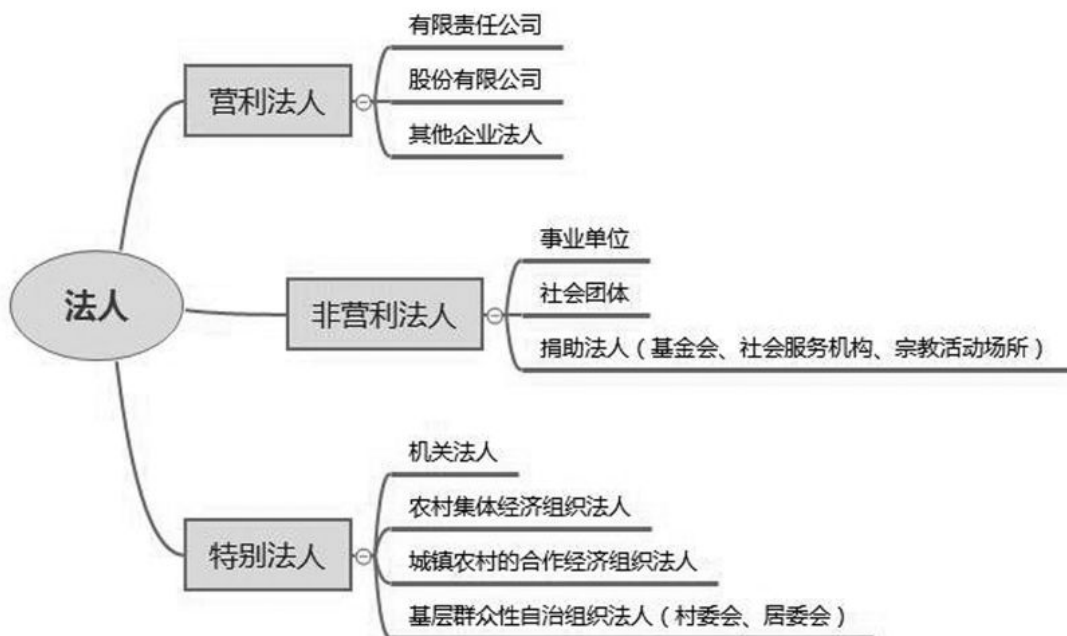 有限责任公司
股份有限公司
营利法人
其他企业法人
事业单位
社会团体
法人
非营利法人
捐助法人（基金会、社会服务机构、宗教活动场所）
机关法人
农村集体经济组织法人
特别法人
城镇农村的合作经济组织法人
基层群众性自治组织法人（村委会、居委会）